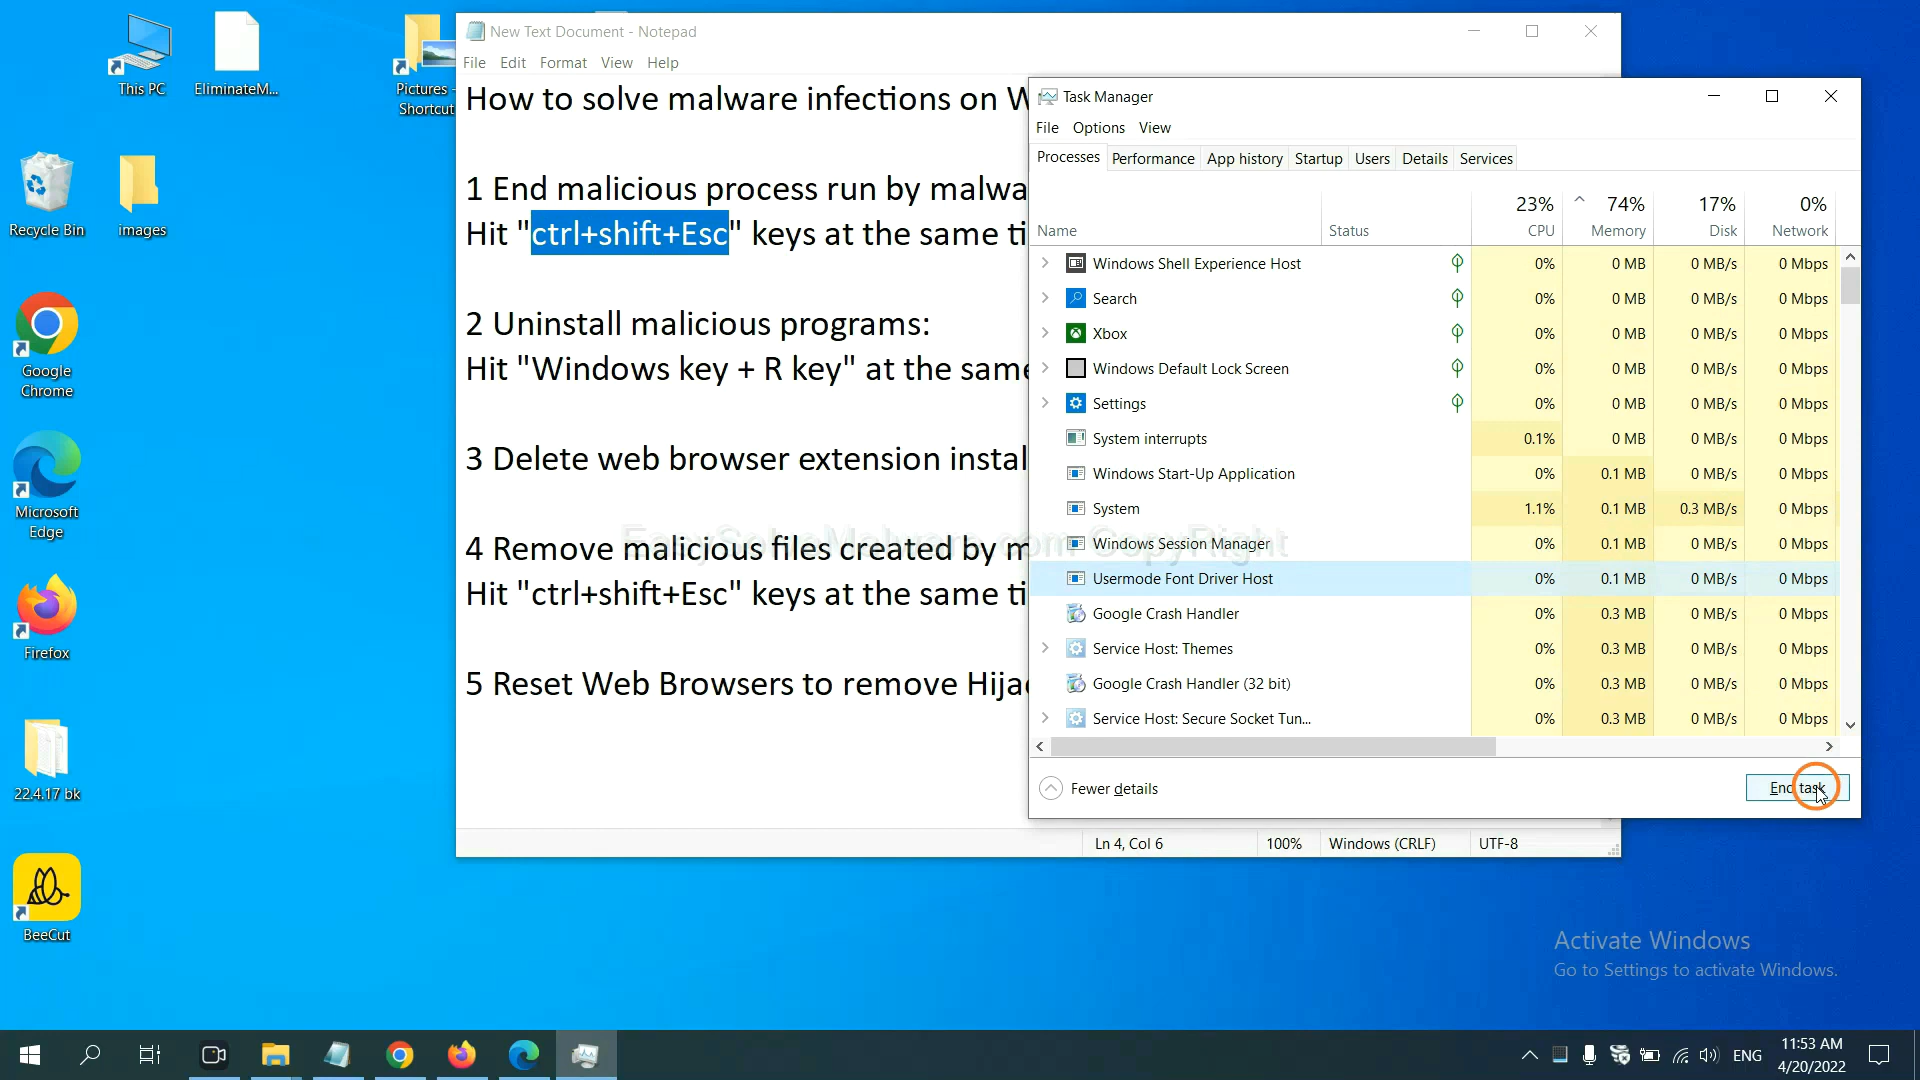 This PC
EliminateM...
Pictures -
Shortcut
Recycle Bin
images
Google
Chrome
Microsoft
Edge
Firefox
22.4.17 bk
BeeCut
New Text Document - Notepad
File Edit Format View Help
How to solve malware infections on W
1 End malicious process run by malwa
Hit "ctrl+shift+Esc" keys at the same ti
2 Uninstall malicious programs:
Hit "Windows key + R key" at the same
3 Delete web browser extension instal
4 Remove malicious files created by m
Hit "ctrl+shift+Esc" keys at the same ti
5 Reset Web Browsers to remove Hijac
Ln 4, Col 6 100% Windows (CRLF) UTF-8
EasySolveMalware.com CopyRight
Task Manager
File Options View
Processes Performance App history Startup Users Details Services
23% 74% 17% 0%
Name Status CPU Memory Disk Network
Windows Shell Experience Host 0% 0 MB 0 MB/s 0 Mbps
Search 0% 0 MB 0 MB/s 0 Mbps
Xbox 0% 0 MB 0 MB/s 0 Mbps
Windows Default Lock Screen 0% 0 MB 0 MB/s 0 Mbps
Settings 0% 0 MB 0 MB/s 0 Mbps
System interrupts 0.1% 0 MB 0 MB/s 0 Mbps
Windows Start-Up Application 0% 0.1 MB 0 MB/s 0 Mbps
System 1.1% 0.1 MB 0.3 MB/s 0 Mbps
Windows Session Manager 0% 0.1 MB 0 MB/s 0 Mbps
Usermode Font Driver Host 0% 0.1 MB 0 MB/s 0 Mbps
Google Crash Handler 0% 0.3 MB 0 MB/s 0 Mbps
Service Host: Themes 0% 0.3 MB 0 MB/s 0 Mbps
Google Crash Handler (32 bit) 0% 0.3 MB 0 MB/s 0 Mbps
Service Host: Secure Socket Tun... 0% 0.3 MB 0 MB/s 0 Mbps
Fewer details End task
Activate Windows
Go to Settings to activate Windows.
ENG
11:53 AM
4/20/2022